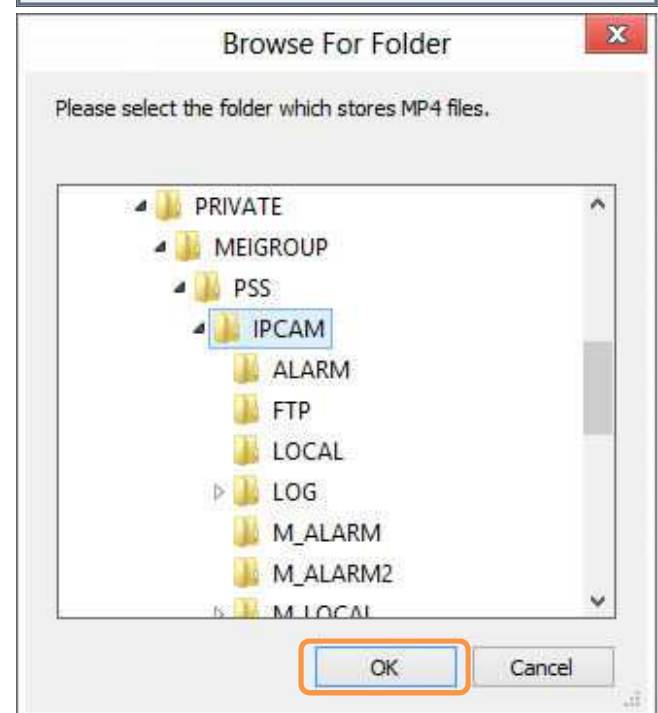 Browse For Folder
Please select the folder which stores MP4 files.
PRIVATE
MEIGROUP
PSS
IPCAM
ALARM
FTP
LOCAL
LOG
M_ALARM
M_ALARM2
M_LOCAL
OK Cancel